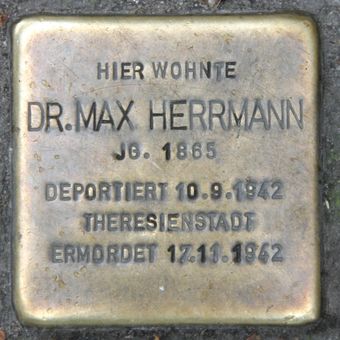 HIER WOHNTE
DR. MAX HERRMANN
JG. 1865
DEPORTIERT 10.9.1942
THERESIENSTADT
ERMORDET 17.11.1942